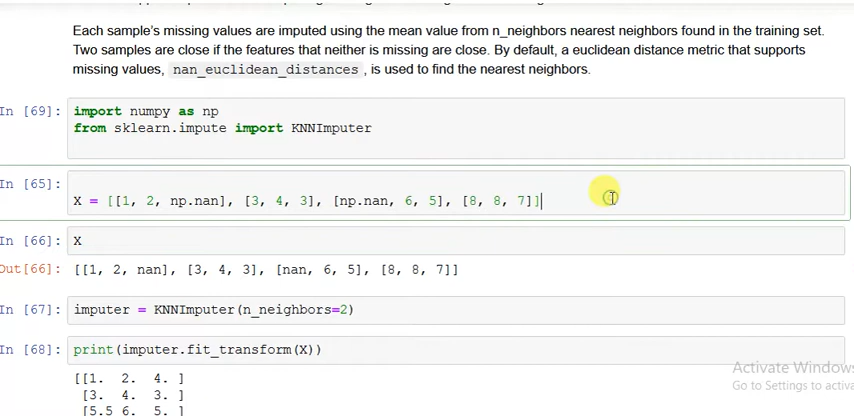 Each sample's missing values are imputed using the mean value from n_neighbors nearest neighbors found in the training set.
Two samples are close if the features that neither is missing are close. By default, a euclidean distance metric that supports
missing values, nan_euclidean_distances , is used to find the nearest neighbors.
In [69]: import numpy as np
from sklearn.impute import KNNImputer
In [65]:
X = [[1, 2, np.nan], [3, 4, 3], [np.nan, 6, 5], [8, 8, 7]]
In [66]: X
Out[66]: [[1, 2, nan], [3, 4, 3], [nan, 6, 5], [8, 8, 7]]
In [67]: imputer = KNNImputer(n_neighbors=2)
In [68]: print(imputer.fit_transform(X))
[[1. 2. 4. ]
[3. 4. 3. ]
[5.5 6. 5. ]
Activate Windows
Go to Settings to activa